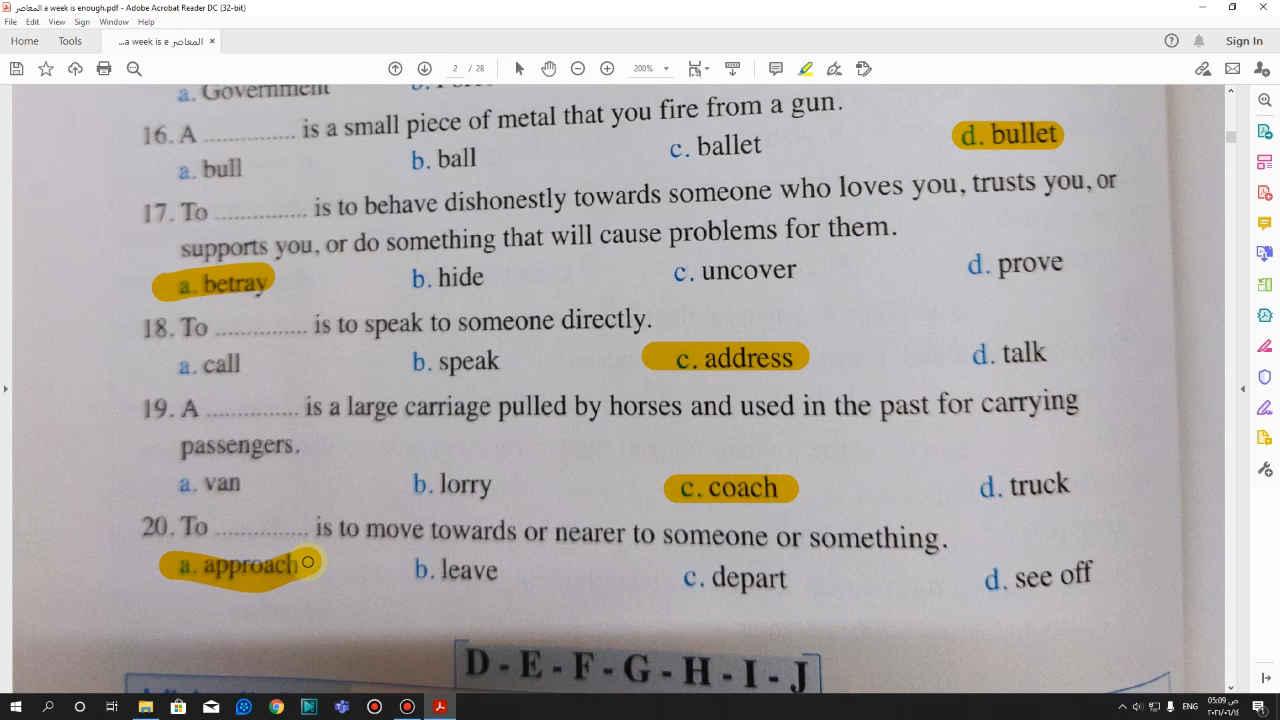 المعاصر a week is enough.pdf - Adobe Acrobat Reader DC (32-bit)
File Edit View Sign Window Help
Home Tools ...a week is e المعاصر × Sign In
2 / 28 200%
a. Government
16. A .............. is a small piece of metal that you fire from a gun.
a. bull b. ball c. ballet d. bullet
17. To .............. is to behave dishonestly towards someone who loves you, trusts you, or
supports you, or do something that will cause problems for them.
a. betray b. hide c. uncover d. prove
18. To .............. is to speak to someone directly.
a. call b. speak c. address d. talk
19. A .............. is a large carriage pulled by horses and used in the past for carrying
passengers.
a. van b. lorry c. coach d. truck
20. To .............. is to move towards or nearer to someone or something.
a. approach b. leave c. depart d. see off
D - E - F - G - H - I - J
ENG 05:09 ص